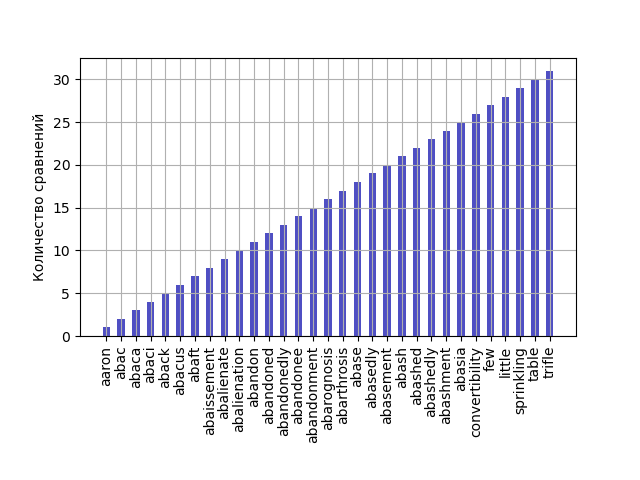 Количество сравнений
30
25
20
15
10
5
0
aaron
abac
abaca
abaci
aback
abacus
abaft
abaissement
abalienate
abalienation
abandon
abandoned
abandonedly
abandonee
abandonment
abarognosis
abarthrosis
abase
abasedly
abasement
abash
abashed
abashedly
abashment
abasia
convertibility
few
little
sprinkling
table
trifle